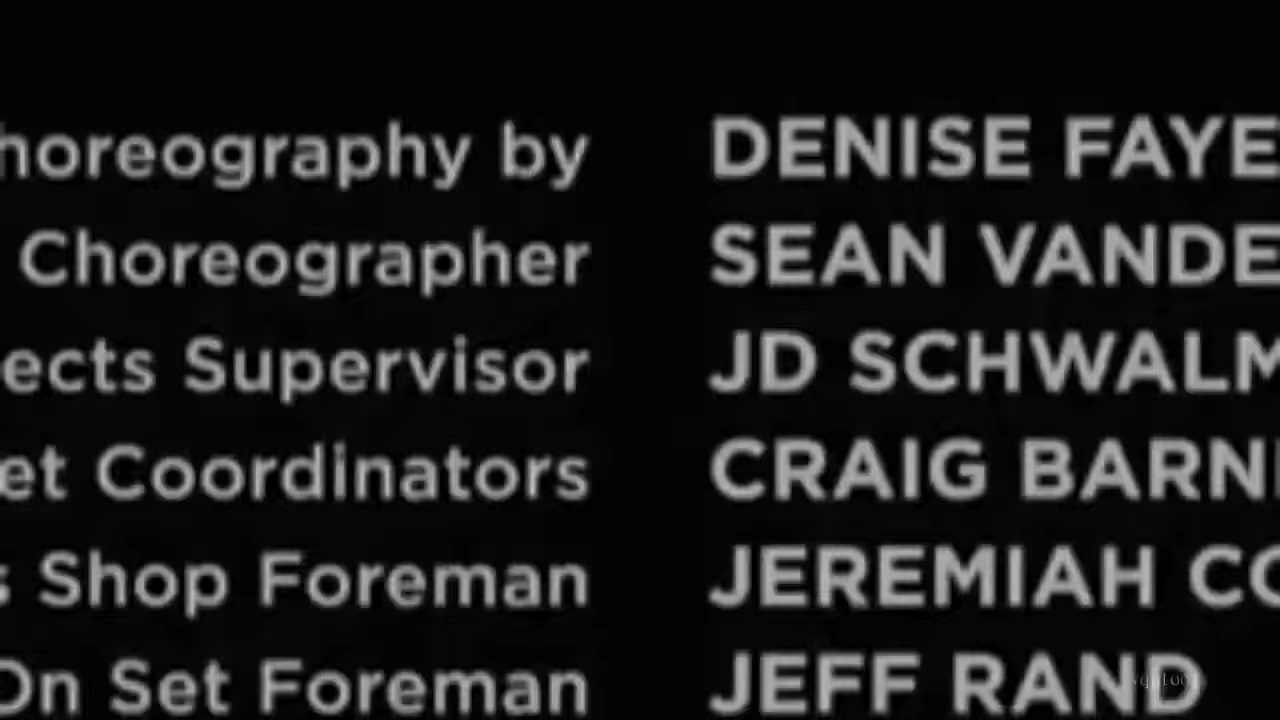 horeography by DENISE FAYE
Choreographer SEAN VANDE
ects Supervisor JD SCHWALM
et Coordinators CRAIG BARN
s Shop Foreman JEREMIAH CO
On Set Foreman JEFF RAND